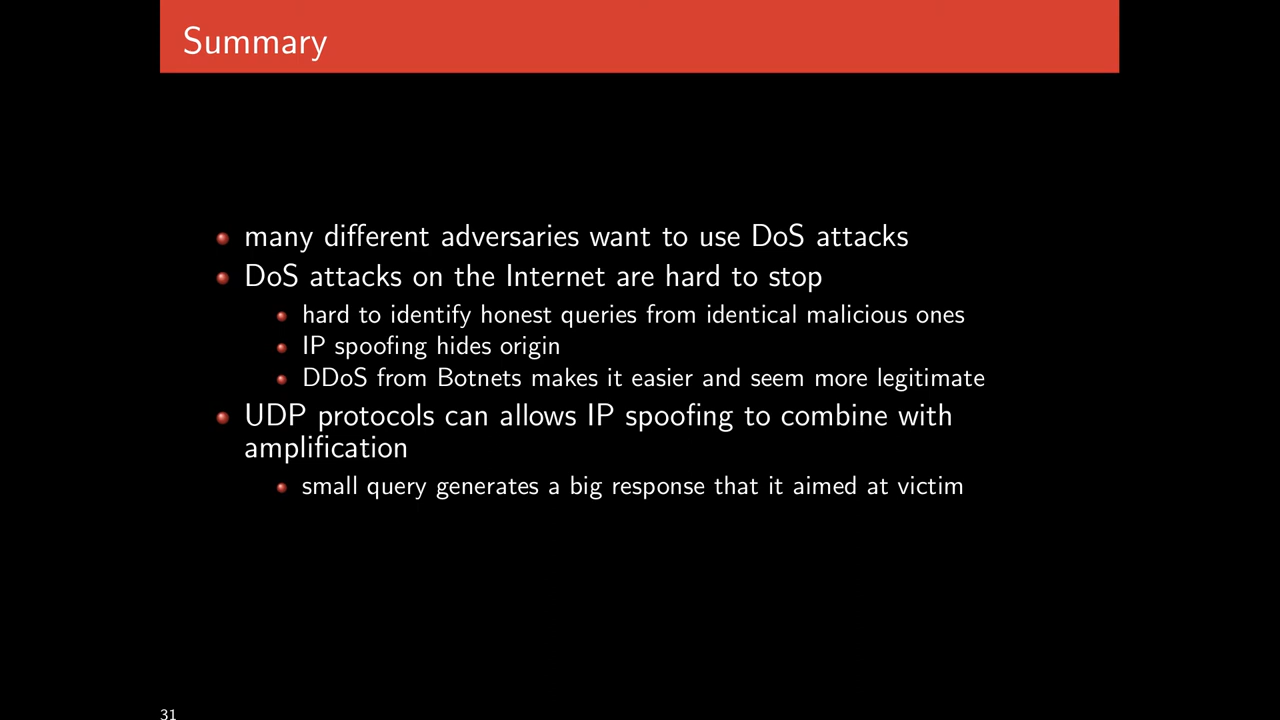 Summary
many different adversaries want to use DoS attacks
DoS attacks on the Internet are hard to stop
hard to identify honest queries from identical malicious ones
IP spoofing hides origin
DDoS from Botnets makes it easier and seem more legitimate
UDP protocols can allows IP spoofing to combine with
amplification
small query generates a big response that it aimed at victim
31